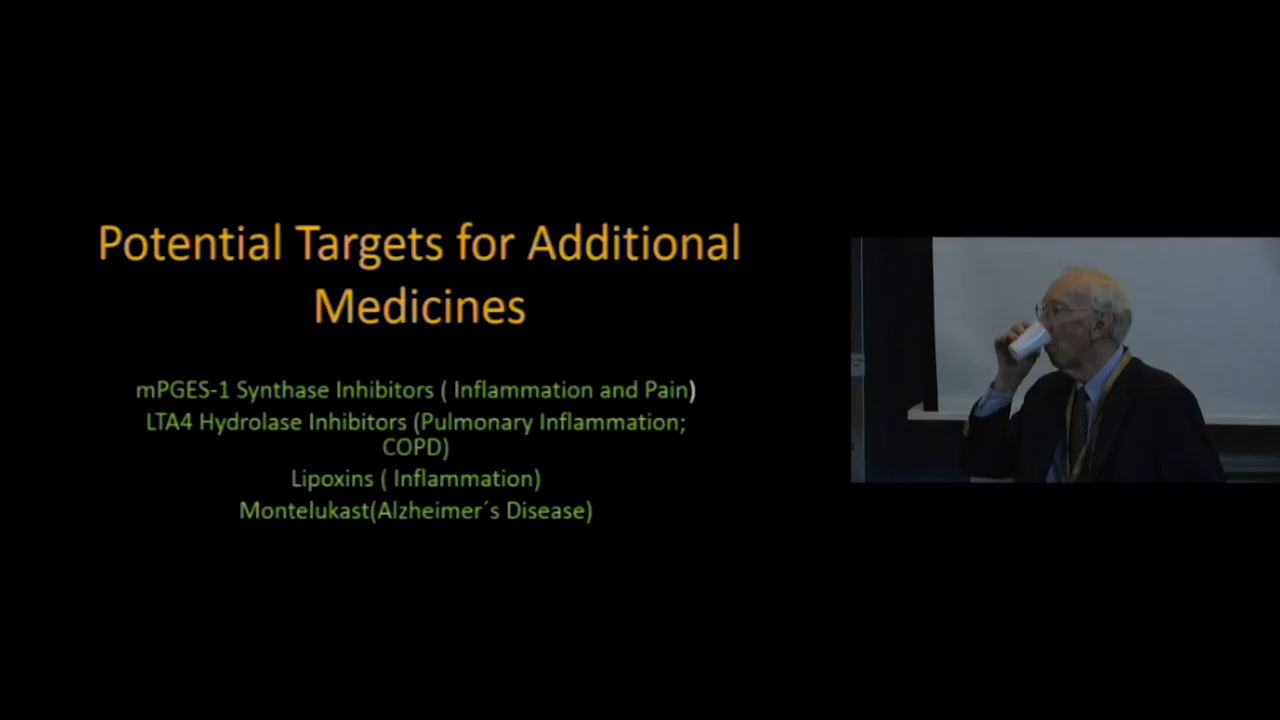 Potential Targets for Additional
Medicines
mPGES-1 Synthase Inhibitors ( Inflammation and Pain)
LTA4 Hydrolase Inhibitors (Pulmonary Inflammation;
COPD)
Lipoxins ( Inflammation)
Montelukast(Alzheimer´s Disease)